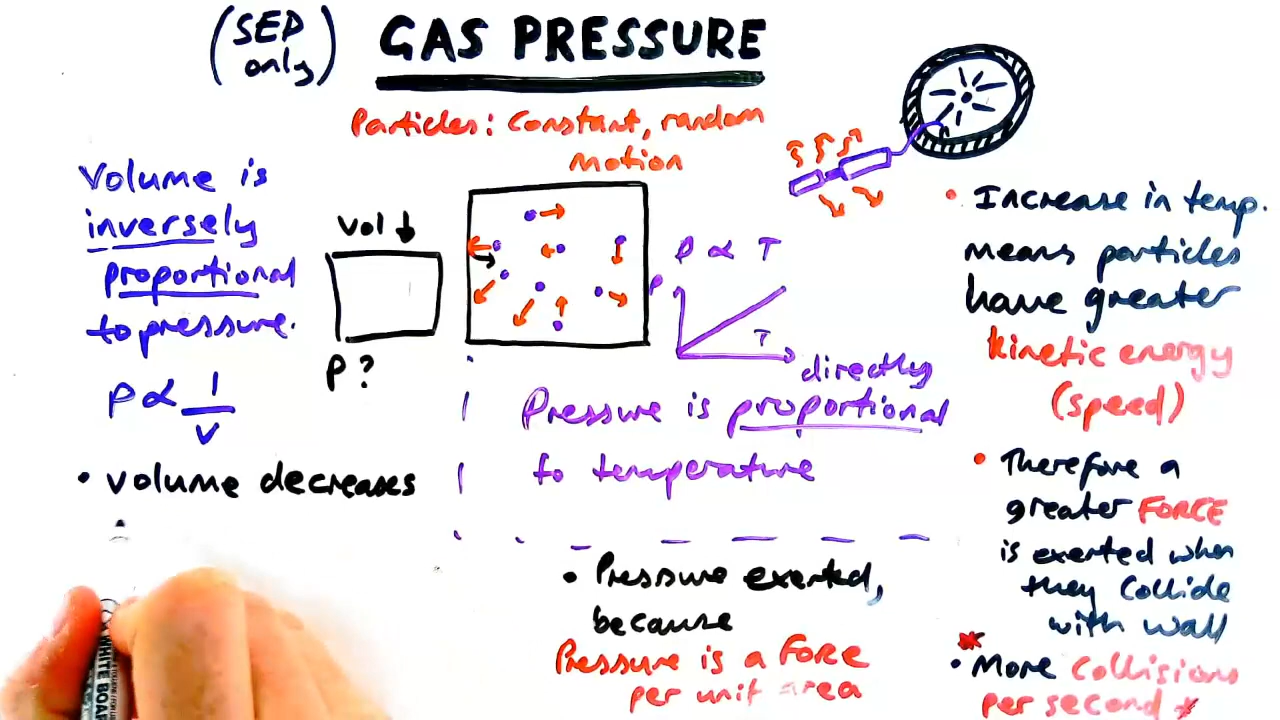 (SEP only)
GAS PRESSURE
Particles: Constant, random
motion
Volume is
inversely
proportional
to pressure.
P ∝ 1/V
Vol ↓
P ?
P ∝ T
P
T
directly
Pressure is proportional
to temperature
• volume decreases
• Pressure exerted,
because
Pressure is a Force
per unit area
• Increase in temp.
means particles
have greater
kinetic energy
(speed)
• Therefore a
greater FORCE
is exerted when
they collide
with wall
* • More collisions
per second *
WHITE BOAR